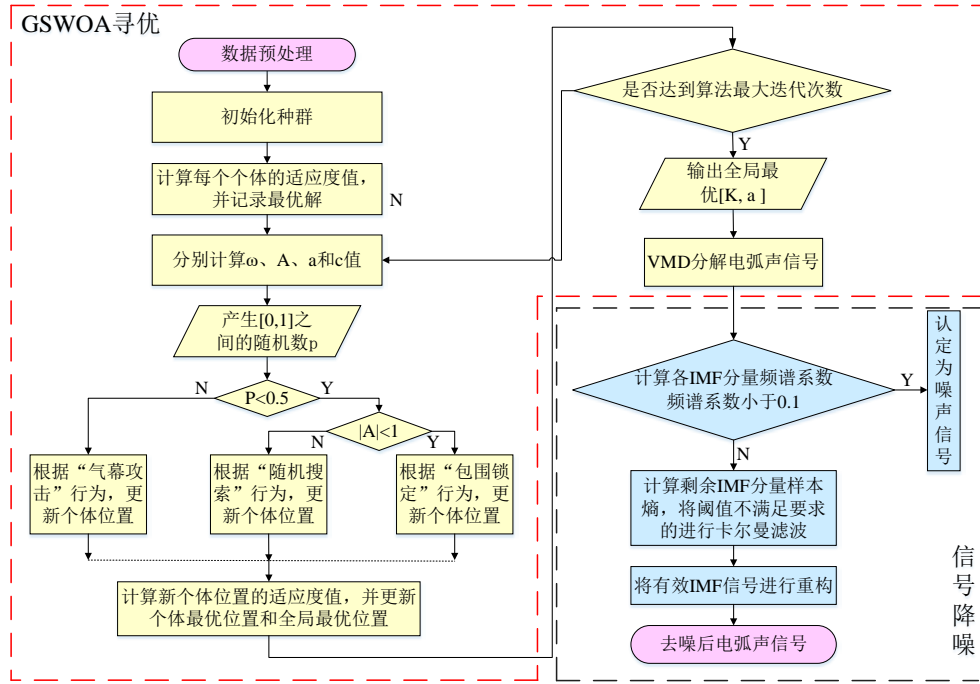 GSWOA寻优
数据预处理
初始化种群
计算每个个体的适应度值，
并记录最优解
N
分别计算ω、A、a和c值
产生[0,1]之
间的随机数p
N
P<0.5
Y
N
|A|<1
Y
根据“气幕攻
击”行为，更
新个体位置
根据“随机搜
索”行为，更
新个体位置
根据“包围锁
定”行为，更
新个体位置
计算新个体位置的适应度值，并更新
个体最优位置和全局最优位置
是否达到算法最大迭代次数
Y
输出全局最
优[K, a ]
VMD分解电弧声信号
计算各IMF分量频谱系数
频谱系数小于0.1
Y
认定为噪声信号
N
计算剩余IMF分量样本
熵，将阈值不满足要求
的进行卡尔曼滤波
将有效IMF信号进行重构
去噪后电弧声信号
信号降噪